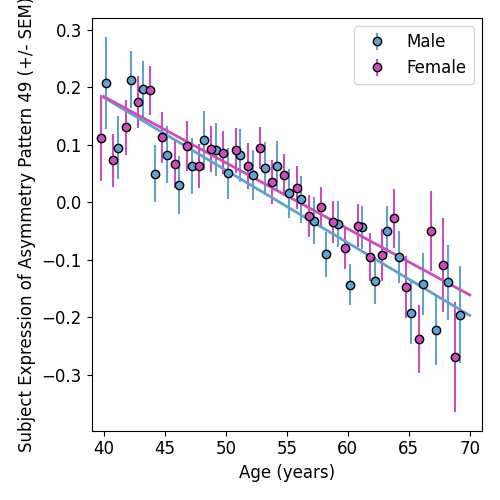 Subject Expression of Asymmetry Pattern 49 (+/- SEM)
0.3
0.2
0.1
0.0
−0.1
−0.2
−0.3
Male
Female
40 45 50 55 60 65 70
Age (years)